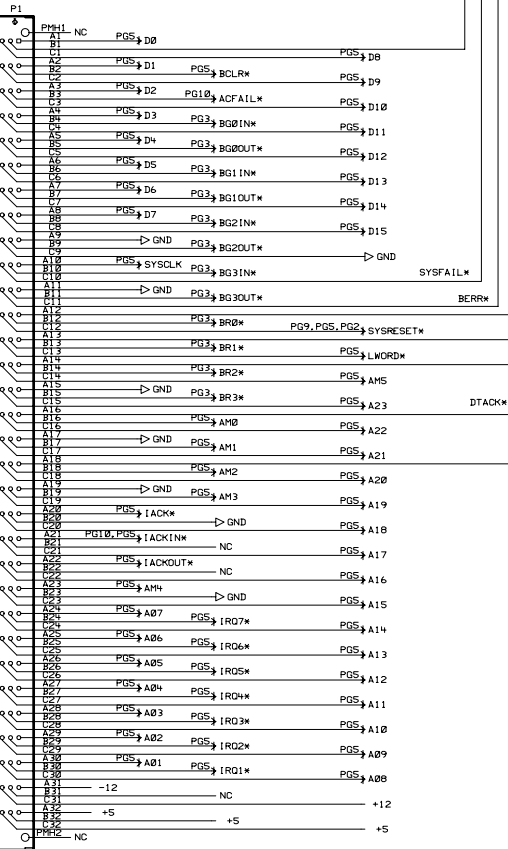 P1
PMH1 NC
A1 PG5 D0
B1
C1 PG5 D8
A2 PG5 D1
B2 PG5 BCLR*
C2 PG5 D9
A3 PG5 D2
B3 PG10 ACFAIL*
C3 PG5 D10
A4 PG5 D3
B4 PG3 BG0IN*
C4 PG5 D11
A5 PG5 D4
B5 PG3 BG0OUT*
C5 PG5 D12
A6 PG5 D5
B6 PG3 BG1IN*
C6 PG5 D13
A7 PG5 D6
B7 PG3 BG1OUT*
C7 PG5 D14
A8 PG5 D7
B8 PG3 BG2IN*
C8 PG5 D15
A9 GND
B9 PG3 BG2OUT*
C9 GND
A10 PG5 SYSCLK
B10 PG3 BG3IN*
C10 SYSFAIL*
A11 GND
B11 PG3 BG3OUT*
C11 BERR*
A12
B12 PG3 BR0*
C12 PG9,PG5,PG2 SYSRESET*
A13
B13 PG3 BR1*
C13 PG5 LWORD*
A14
B14 PG3 BR2*
C14 PG5 AM5
A15 GND
B15 PG3 BR3*
C15 PG5 A23
A16 DTACK*
B16 PG5 AM0
C16 PG5 A22
A17 GND
B17 PG5 AM1
C17 PG5 A21
A18
B18 PG5 AM2
C18 PG5 A20
A19 GND
B19 PG5 AM3
C19 PG5 A19
A20 PG5 IACK*
B20 GND
C20 PG5 A18
A21 PG10,PG5 IACKIN*
B21 NC
C21 PG5 A17
A22 PG5 IACKOUT*
B22 NC
C22 PG5 A16
A23 PG5 AM4
B23 GND
C23 PG5 A15
A24 PG5 A07
B24 PG5 IRQ7*
C24 PG5 A14
A25 PG5 A06
B25 PG5 IRQ6*
C25 PG5 A13
A26 PG5 A05
B26 PG5 IRQ5*
C26 PG5 A12
A27 PG5 A04
B27 PG5 IRQ4*
C27 PG5 A11
A28 PG5 A03
B28 PG5 IRQ3*
C28 PG5 A10
A29 PG5 A02
B29 PG5 IRQ2*
C29 PG5 A09
A30 PG5 A01
B30 PG5 IRQ1*
C30 PG5 A08
A31 -12
B31 NC
C31 +12
A32 +5
B32 +5
C32 +5
PMH2 NC